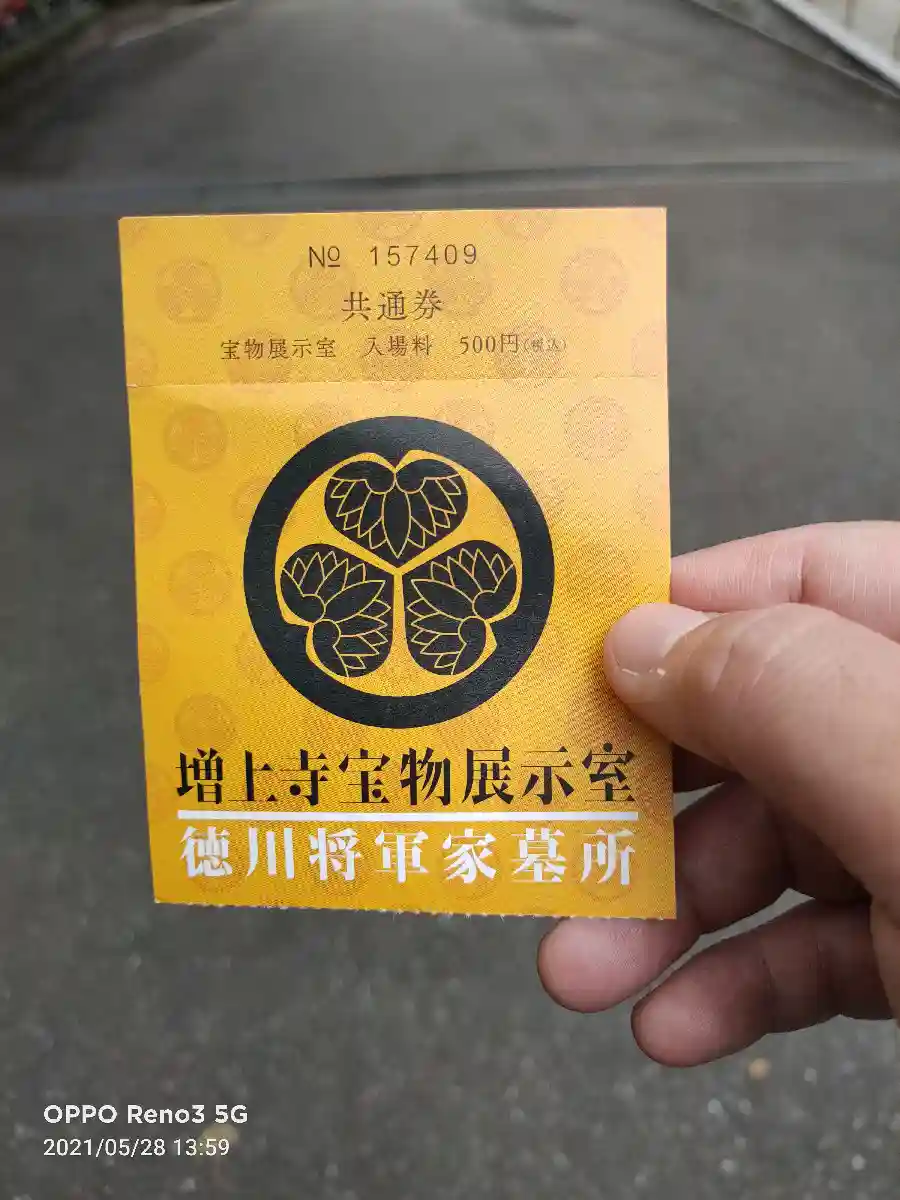 № 157409
共通券
宝物展示室 入場料 500円(税込)
増上寺宝物展示室
徳川将軍家墓所
OPPO Reno3 5G
2021/05/28 13:59